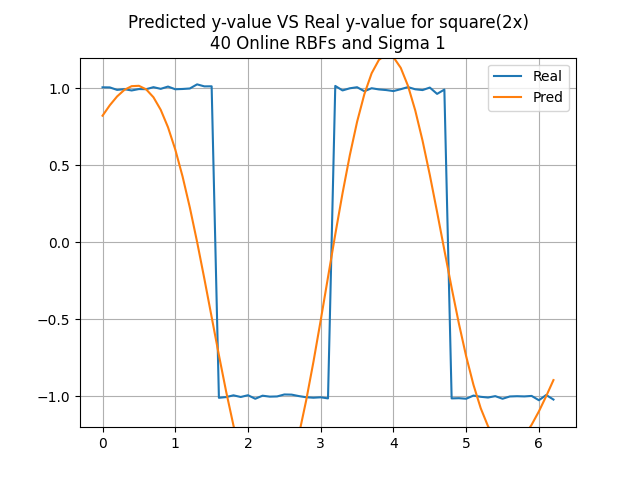 Predicted y-value VS Real y-value for square(2x)
40 Online RBFs and Sigma 1
Real
Pred
1.0
0.5
0.0
−0.5
−1.0
0 1 2 3 4 5 6